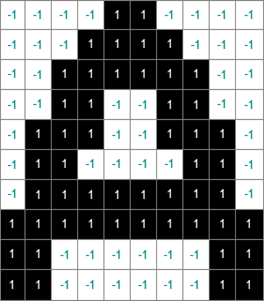 -1 -1 -1 -1 1 1 -1 -1 -1 -1
-1 -1 -1 1 1 1 1 -1 -1 -1
-1 -1 1 1 1 1 1 1 -1 -1
-1 -1 1 1 -1 -1 1 1 -1 -1
-1 1 1 1 -1 -1 1 1 1 -1
-1 1 1 -1 -1 -1 -1 1 1 -1
-1 1 1 1 1 1 1 1 1 -1
1 1 1 1 1 1 1 1 1 1
1 1 -1 -1 -1 -1 -1 -1 1 1
1 1 -1 -1 -1 -1 -1 -1 1 1